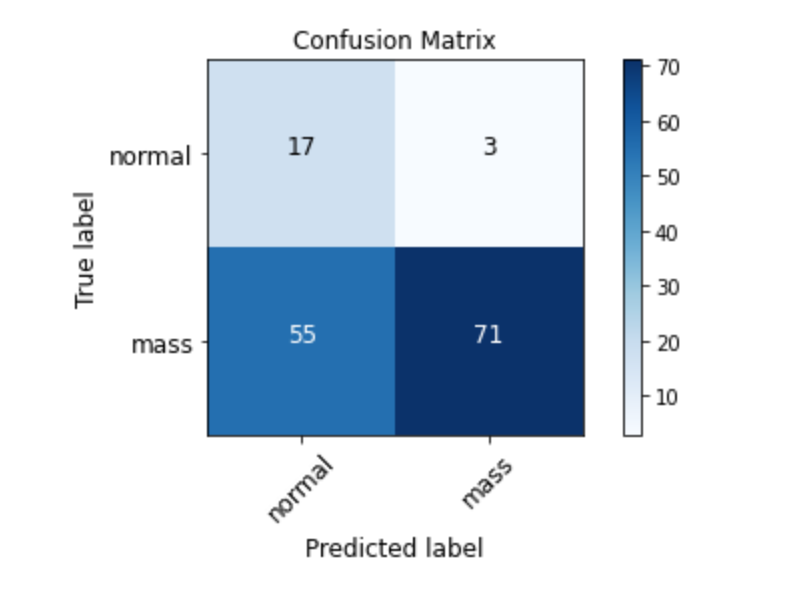 Confusion Matrix
True label
normal
mass
17 3
55 71
normal mass
Predicted label
70
60
50
40
30
20
10